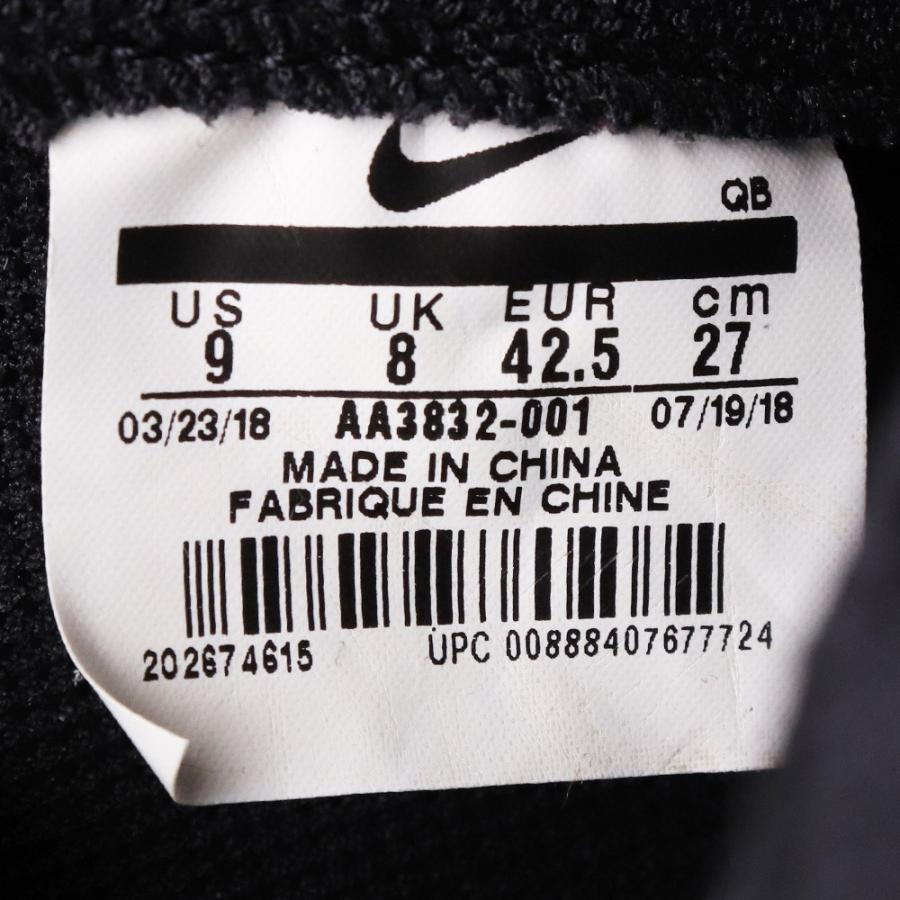 QB
US UK EUR cm
9 8 42.5 27
03/23/18 AA3832-001 07/19/18
MADE IN CHINA
FABRIQUE EN CHINE
202674615 UPC 00888407677724